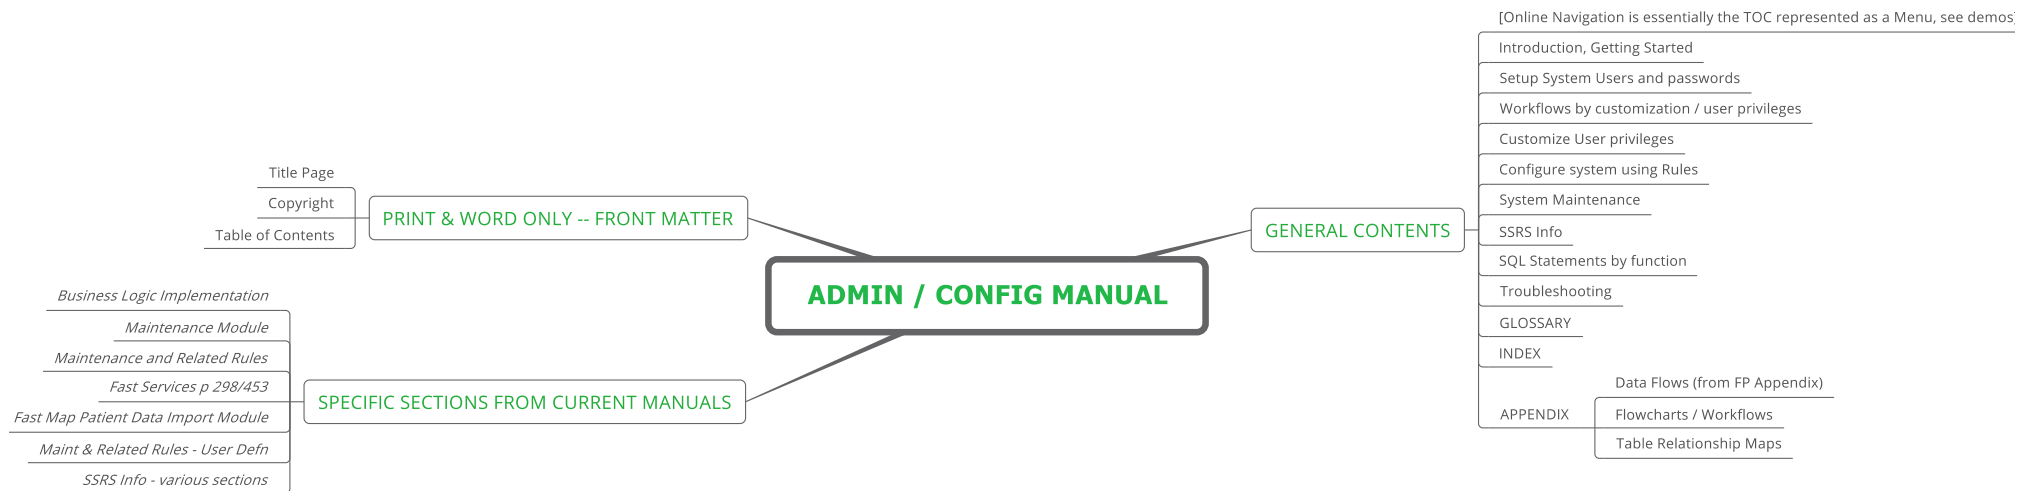 ADMIN / CONFIG MANUAL
PRINT & WORD ONLY -- FRONT MATTER
Title Page
Copyright
Table of Contents
SPECIFIC SECTIONS FROM CURRENT MANUALS
Business Logic Implementation
Maintenance Module
Maintenance and Related Rules
Fast Services p 298/453
Fast Map Patient Data Import Module
Maint & Related Rules - User Defn
SSRS Info - various sections
GENERAL CONTENTS
[Online Navigation is essentially the TOC represented as a Menu, see demos]
Introduction, Getting Started
Setup System Users and passwords
Workflows by customization / user privileges
Customize User privileges
Configure system using Rules
System Maintenance
SSRS Info
SQL Statements by function
Troubleshooting
GLOSSARY
INDEX
APPENDIX
Data Flows (from FP Appendix)
Flowcharts / Workflows
Table Relationship Maps